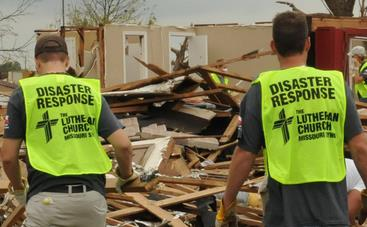 DISASTER
RESPONSE
THE
LUTHERAN
CHURCH
MISSOURI SYNOD
DISASTER
RESPONSE
THE
LUTHERAN
CHURCH
MISSOURI SYNOD